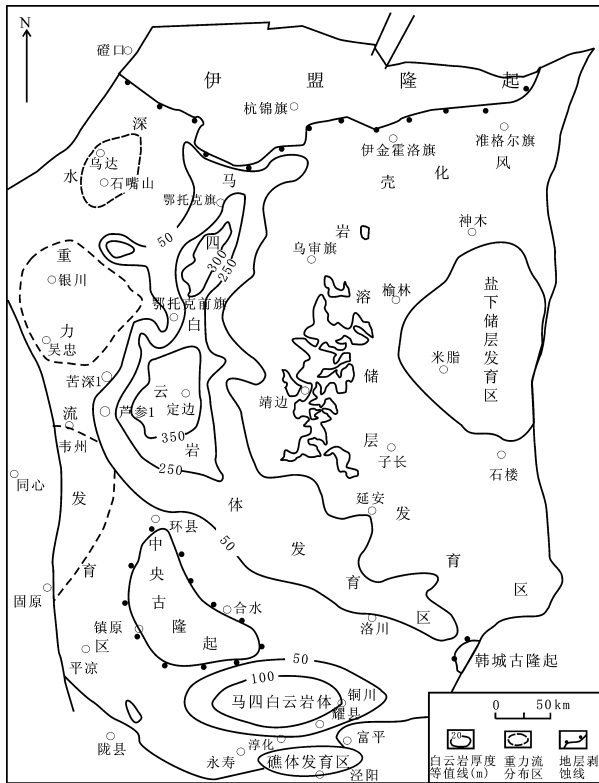 N
磴口
伊盟隆起
杭锦旗
伊金霍洛旗
准格尔旗
乌达
石嘴山
鄂托克旗
深水重力流发育区
马四白云岩体发育区
风化壳岩溶储层发育区
神木
乌审旗
榆林
盐下储层发育区
米脂
50
300
250
银川
鄂托克前旗
吴忠
苦深1
芦参1
定边
靖边
350
250
韦州
同心
子长
石楼
延安
环县
50
中央古隆起
固原
合水
镇原
洛川
平凉
韩城古隆起
50
100
马四白云岩体
铜川
耀县
陇县
淳化
富平
永寿
礁体发育区
泾阳
0 50km
20
白云岩厚度等值线(m)
重力流分布区
地层剥蚀线